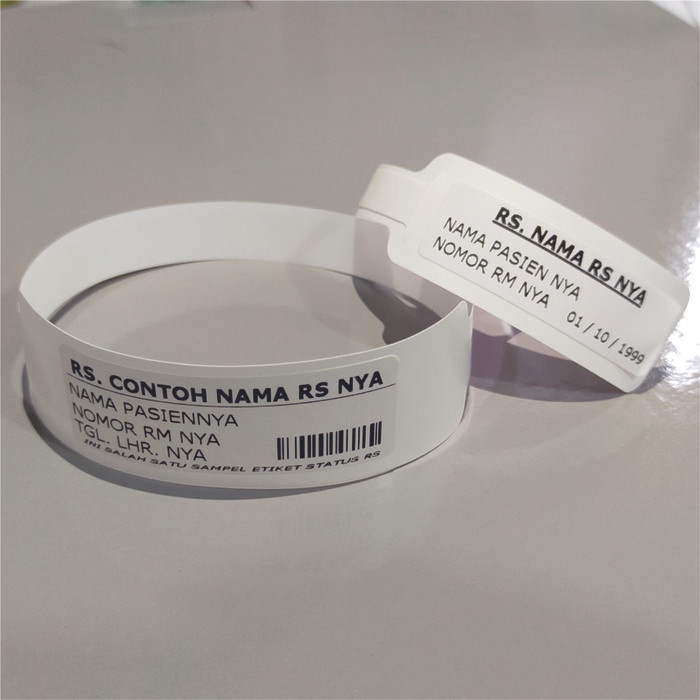 RS. CONTOH NAMA RS NYA
NAMA PASIENNYA
NOMOR RM NYA
TGL. LHR. NYA
INI SALAH SATU SAMPEL ETIKET STATUS RS
RS. NAMA RS NYA
NAMA PASIEN NYA
NOMOR RM NYA
01 / 10 / 1999